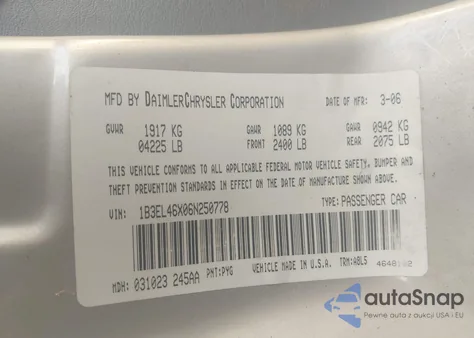 MFD BY DAIMLERCHRYSLER CORPORATION DATE OF MFR: 3-06
GVWR 1917 KG GAWR 1089 KG GAWR 0942 KG
04225 LB FRONT 2400 LB REAR 2075 LB
THIS VEHICLE CONFORMS TO ALL APPLICABLE FEDERAL MOTOR VEHICLE SAFETY, BUMPER AND
THEFT PREVENTION STANDARDS IN EFFECT ON THE DATE OF MANUFACTURE SHOWN ABOVE.
VIN: 1B3EL46X06N250778 TYPE: PASSENGER CAR
MDH: 031023 245AA PNT: PYG VEHICLE MADE IN U.S.A. TRM: A8L5
autoSnap
Pewne auta z aukcji w USA i EU